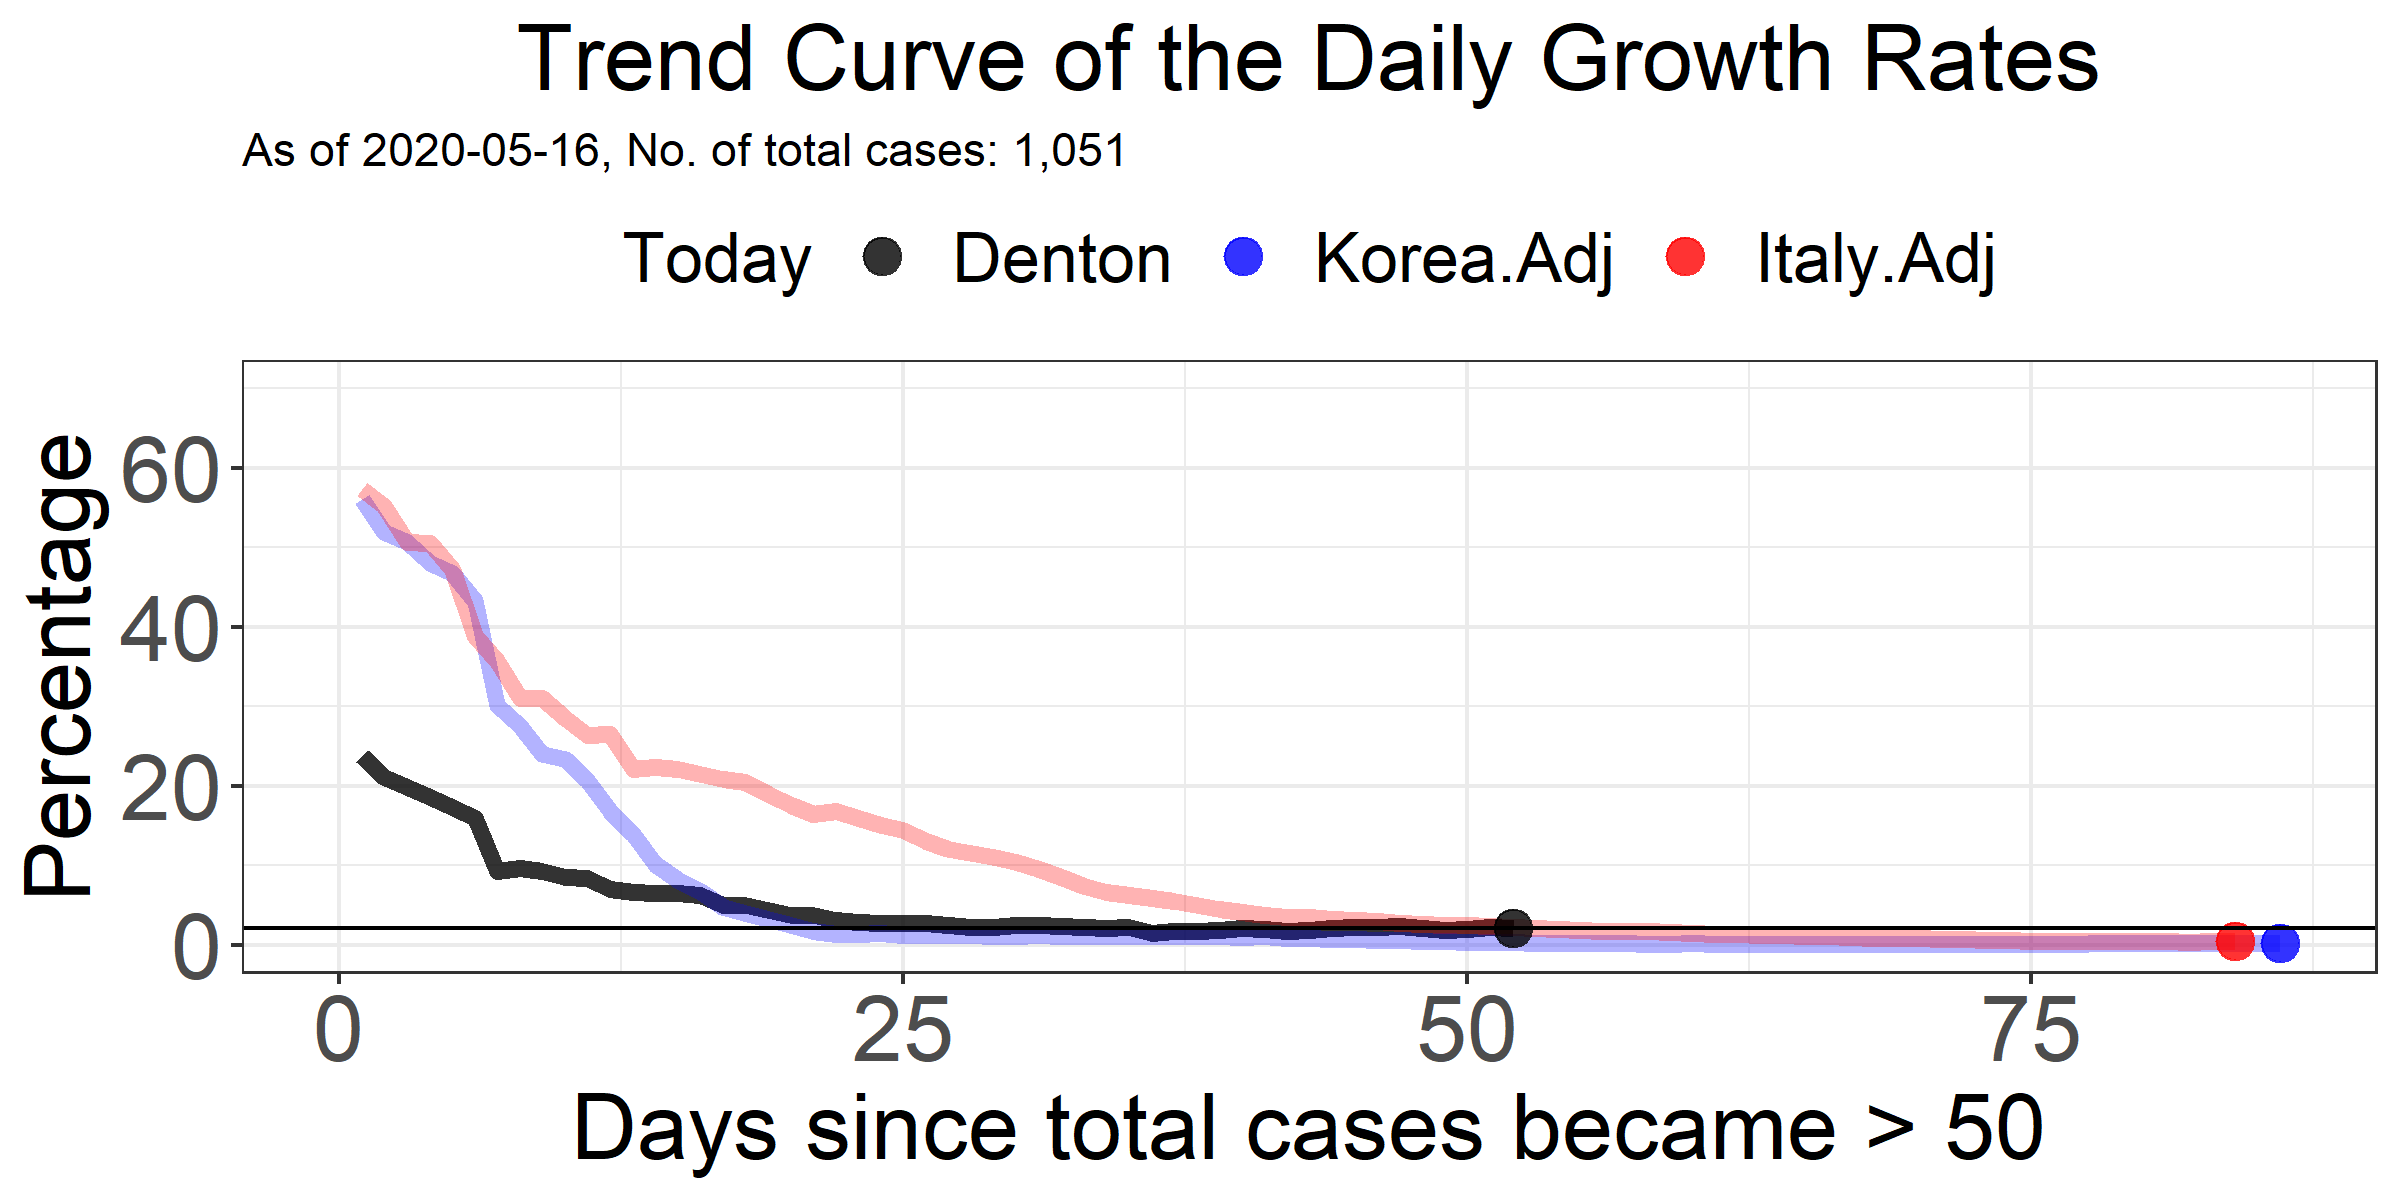 Trend Curve of the Daily Growth Rates
As of 2020-05-16, No. of total cases: 1,051
Today Denton Korea.Adj Italy.Adj
Percentage
60
40
20
0
0 25 50 75
Days since total cases became > 50